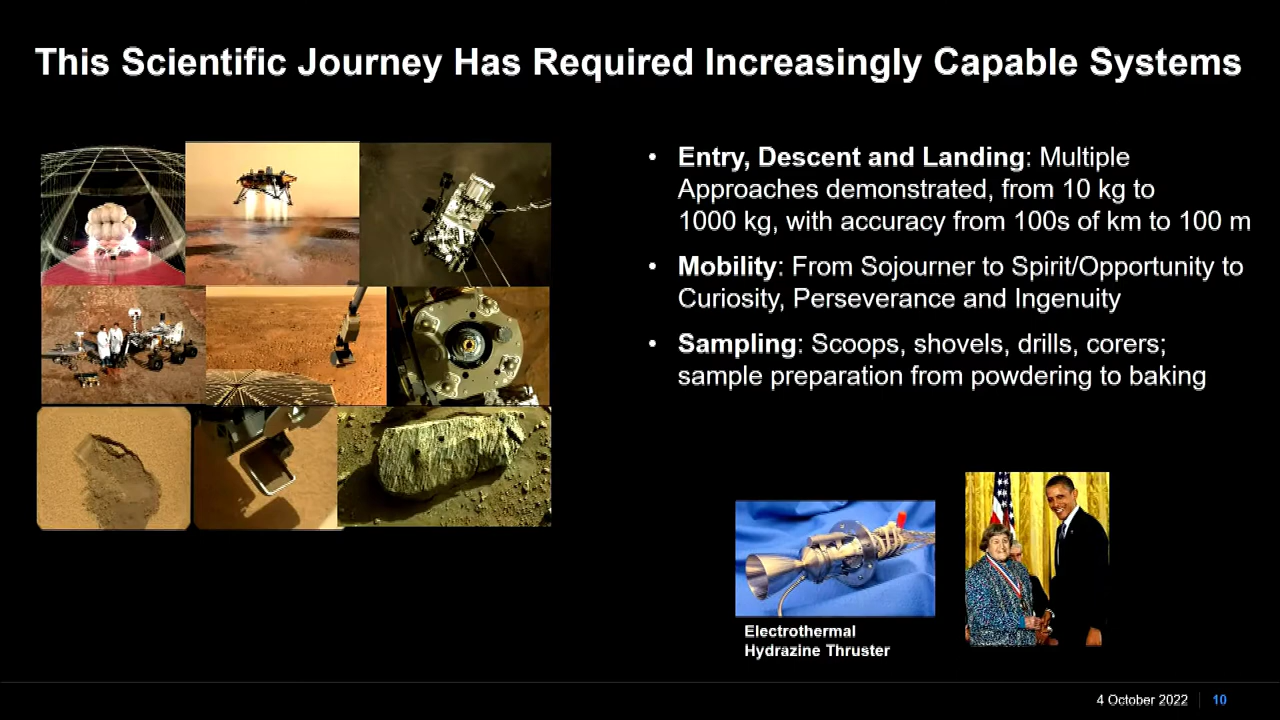 This Scientific Journey Has Required Increasingly Capable Systems
• Entry, Descent and Landing: Multiple
Approaches demonstrated, from 10 kg to
1000 kg, with accuracy from 100s of km to 100 m
• Mobility: From Sojourner to Spirit/Opportunity to
Curiosity, Perseverance and Ingenuity
• Sampling: Scoops, shovels, drills, corers;
sample preparation from powdering to baking
Electrothermal
Hydrazine Thruster
4 October 2022
10